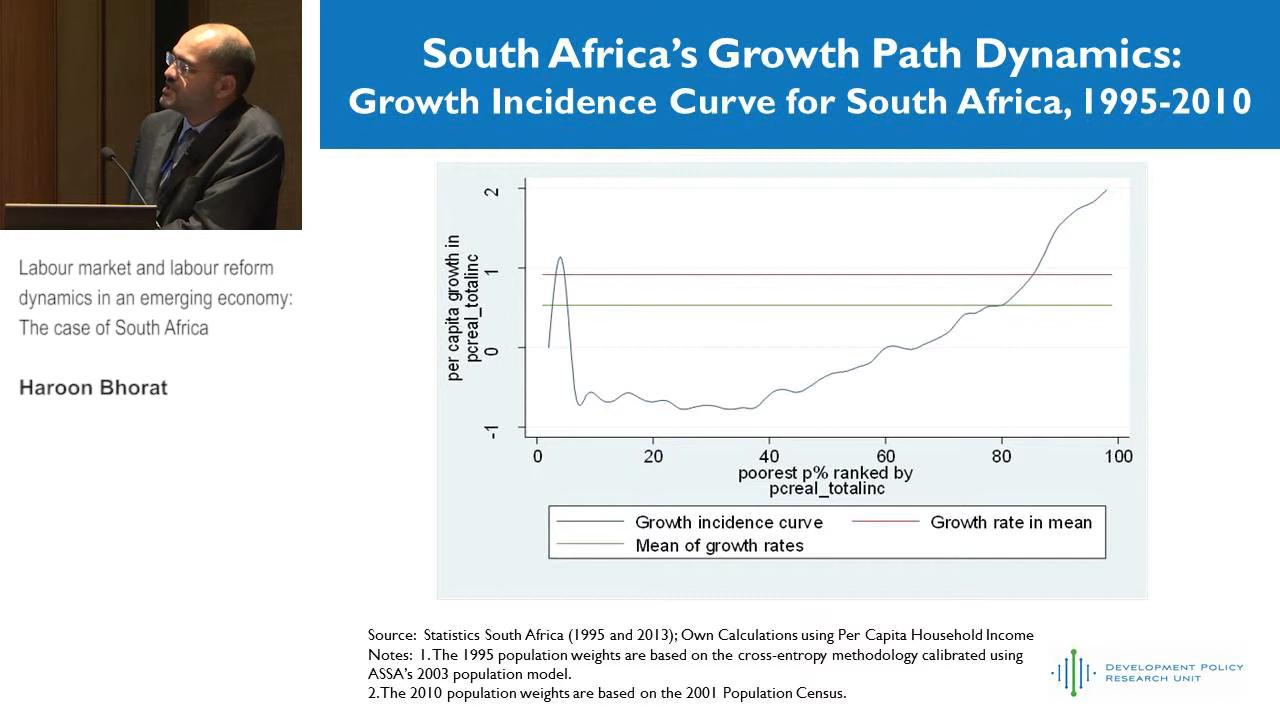 South Africa's Growth Path Dynamics:
Growth Incidence Curve for South Africa, 1995-2010
Labour market and labour reform
dynamics in an emerging economy:
The case of South Africa
Haroon Bhorat
per capita growth in
pcreal_totalinc
2
1
0
-1
0 20 40 60 80 100
poorest p% ranked by
pcreal_totalinc
Growth incidence curve Growth rate in mean
Mean of growth rates
Source: Statistics South Africa (1995 and 2013); Own Calculations using Per Capita Household Income
Notes: 1. The 1995 population weights are based on the cross-entropy methodology calibrated using
ASSA's 2003 population model.
2. The 2010 population weights are based on the 2001 Population Census.
DEVELOPMENT POLICY
RESEARCH UNIT